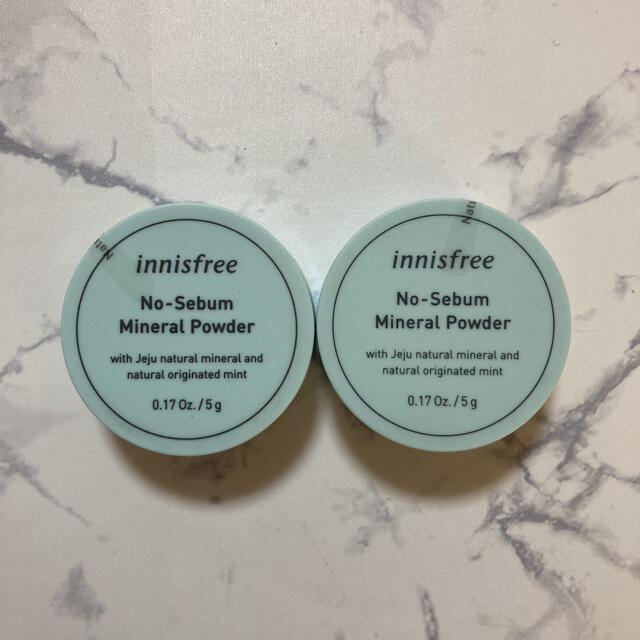 innisfree
No-Sebum
Mineral Powder
with Jeju natural mineral and
natural originated mint
0.17 Oz. / 5 g
innisfree
No-Sebum
Mineral Powder
with Jeju natural mineral and
natural originated mint
0.17 Oz. / 5 g